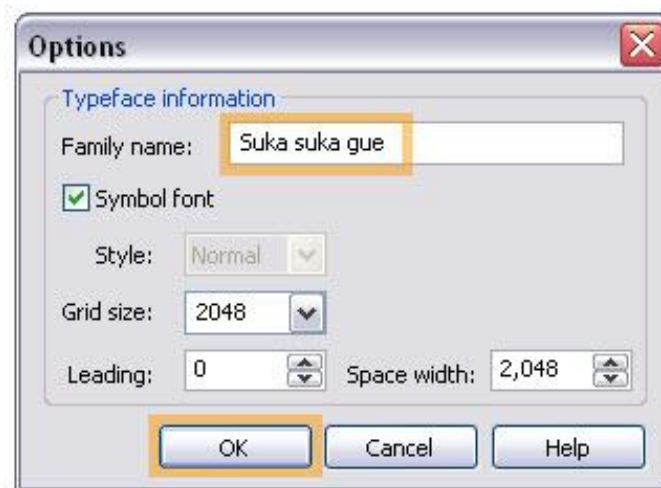 Options
Typeface information
Family name: Suka suka gue
Symbol font
Style: Normal
Grid size: 2048
Leading: 0 Space width: 2,048
OK Cancel Help